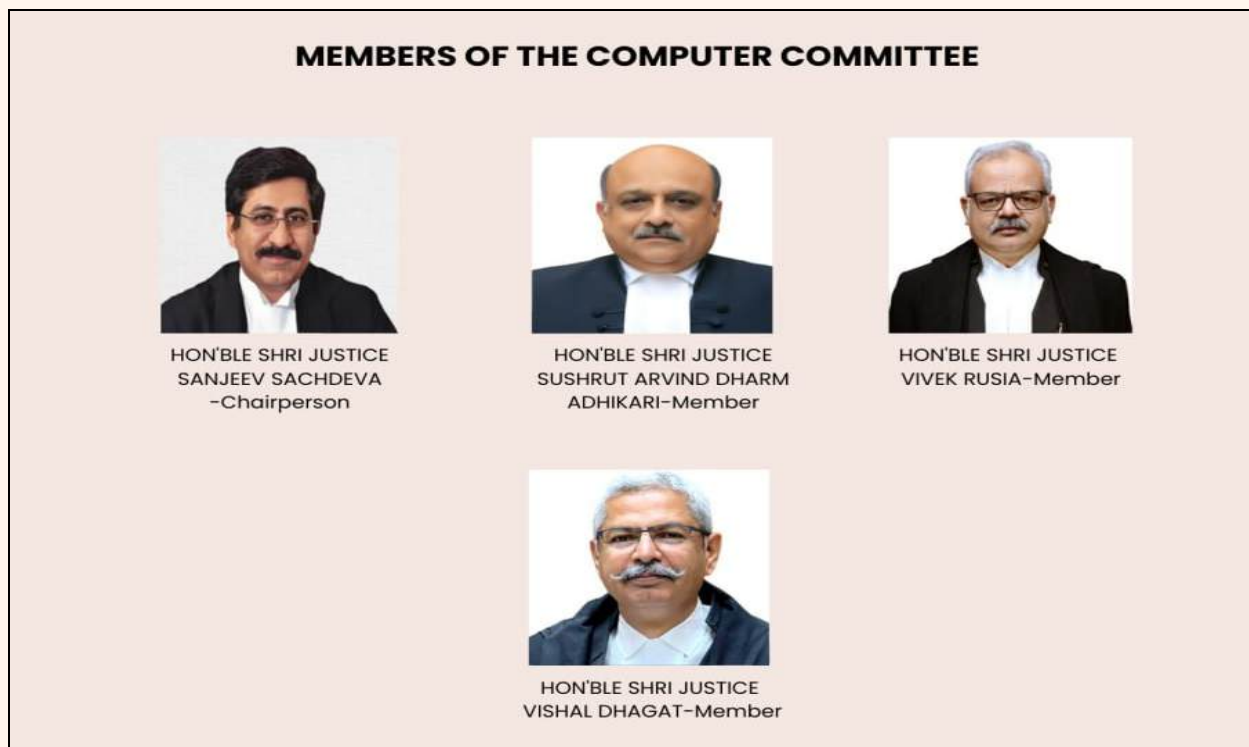 MEMBERS OF THE COMPUTER COMMITTEE
HON'BLE SHRI JUSTICE
SANJEEV SACHDEVA
-Chairperson
HON'BLE SHRI JUSTICE
SUSHRUT ARVIND DHARM
ADHIKARI-Member
HON'BLE SHRI JUSTICE
VIVEK RUSIA-Member
HON'BLE SHRI JUSTICE
VISHAL DHAGAT-Member